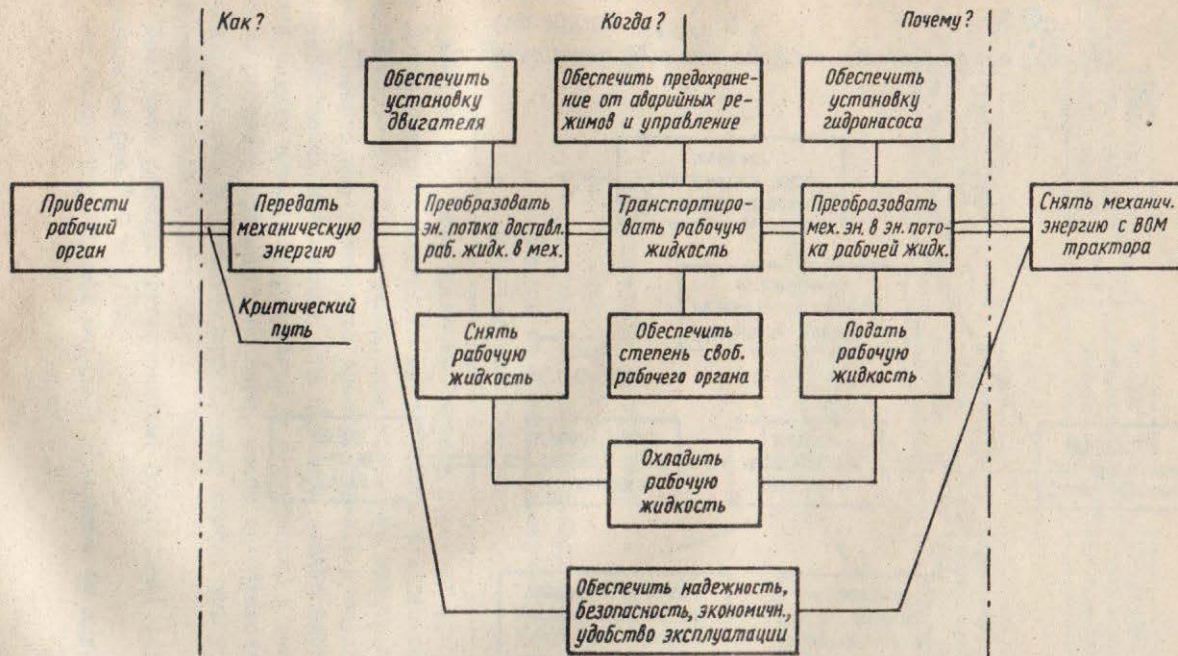 Как?
Когда?
Почему?
Обеспечить
установку
двигателя
Обеспечить предохране-
ние от аварийных ре-
жимов и управление
Обеспечить
установку
гидронасоса
Привести
рабочий
орган
Передать
механическую
энергию
Преобразовать
эн. потока доставл.
раб. жидк. в мех.
Транспортиро-
вать рабочую
жидкость
Преобразовать
мех. эн. в эн. пото-
ка рабочей жидк.
Снять механич.
энергию с ВОМ
трактора
Критический
путь
Снять
рабочую
жидкость
Обеспечить
степень своб.
рабочего органа
Подать
рабочую
жидкость
Охладить
рабочую
жидкость
Обеспечить надежность,
безопасность, экономичн.,
удобство эксплуатации